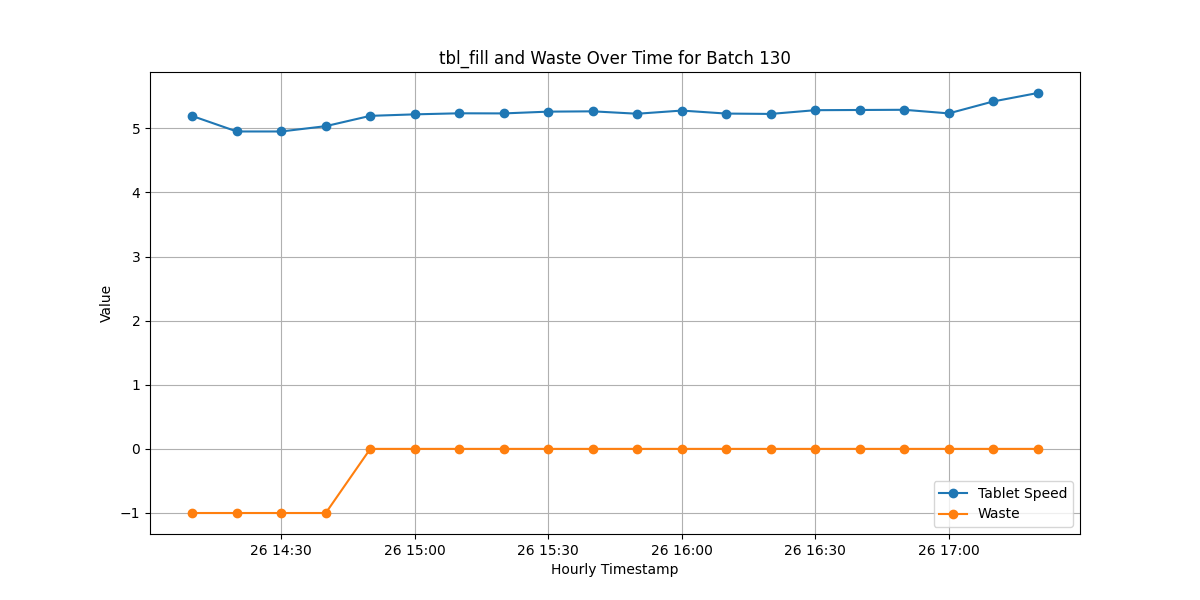 tbl_fill and Waste Over Time for Batch 130
Value
5
4
3
2
1
0
−1
Tablet Speed
Waste
26 14:30 26 15:00 26 15:30 26 16:00 26 16:30 26 17:00
Hourly Timestamp